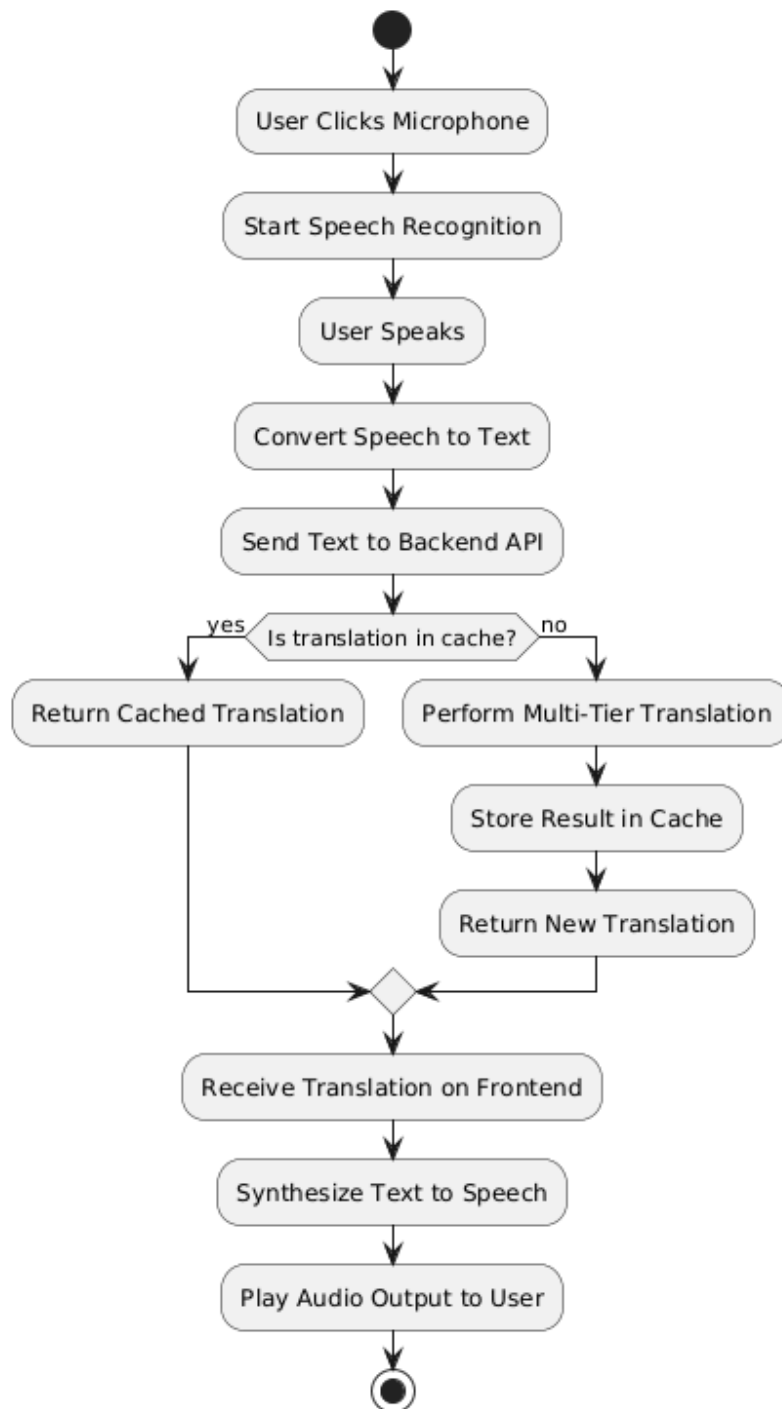 User Clicks Microphone
Start Speech Recognition
User Speaks
Convert Speech to Text
Send Text to Backend API
yes
Is translation in cache?
no
Return Cached Translation
Perform Multi-Tier Translation
Store Result in Cache
Return New Translation
Receive Translation on Frontend
Synthesize Text to Speech
Play Audio Output to User